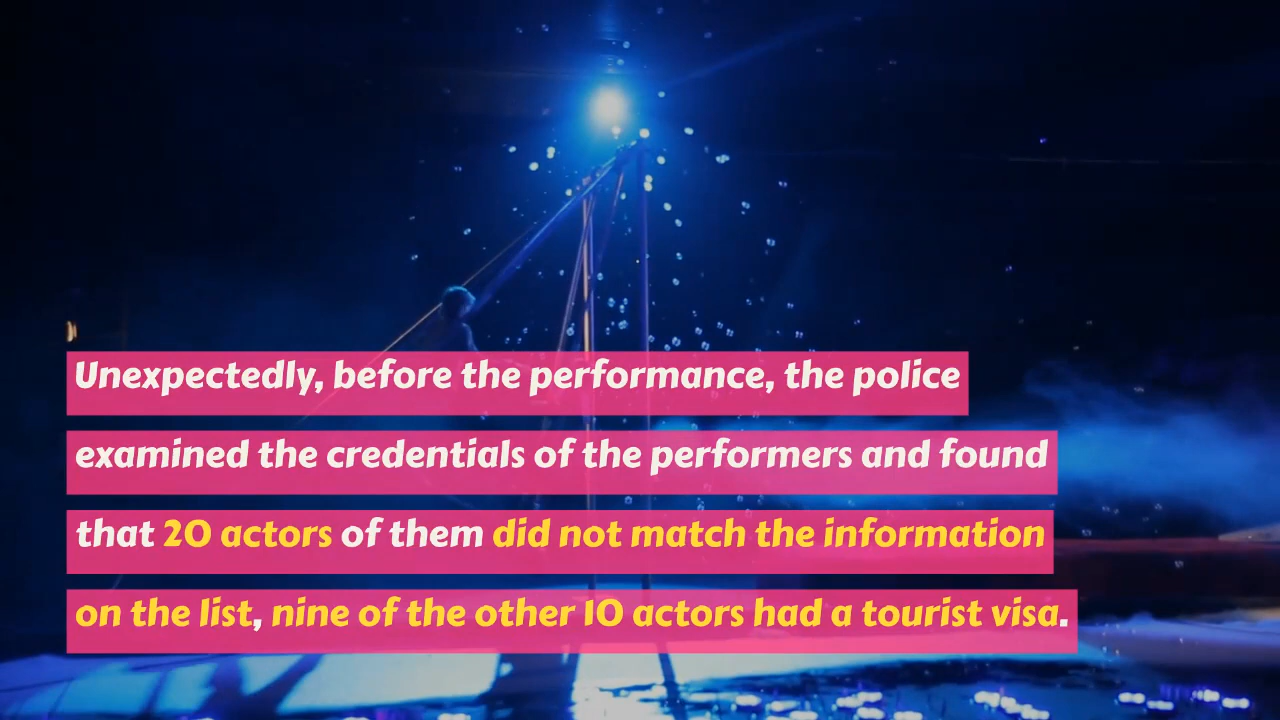 Unexpectedly, before the performance, the police
examined the credentials of the performers and found
that 20 actors of them did not match the information
on the list, nine of the other 10 actors had a tourist visa.